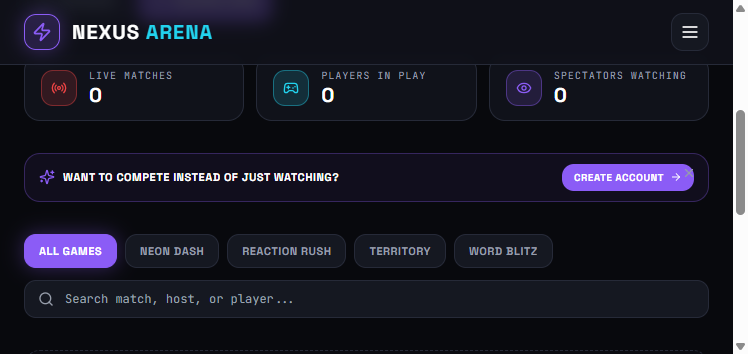 NEXUS ARENA
LIVE MATCHES
0
PLAYERS IN PLAY
0
SPECTATORS WATCHING
0
WANT TO COMPETE INSTEAD OF JUST WATCHING?
CREATE ACCOUNT
ALL GAMES
NEON DASH
REACTION RUSH
TERRITORY
WORD BLITZ
Search match, host, or player...